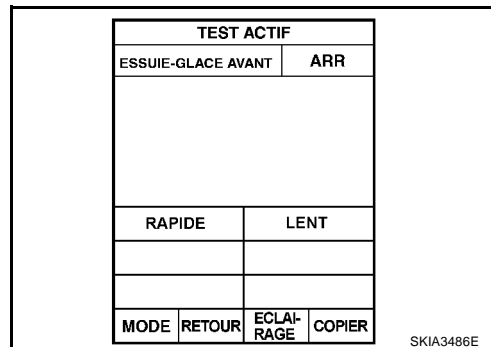 TEST ACTIF
ESSUIE-GLACE AVANT ARR
RAPIDE LENT
MODE RETOUR ECLAI-
RAGE COPIER
SKIA3486E